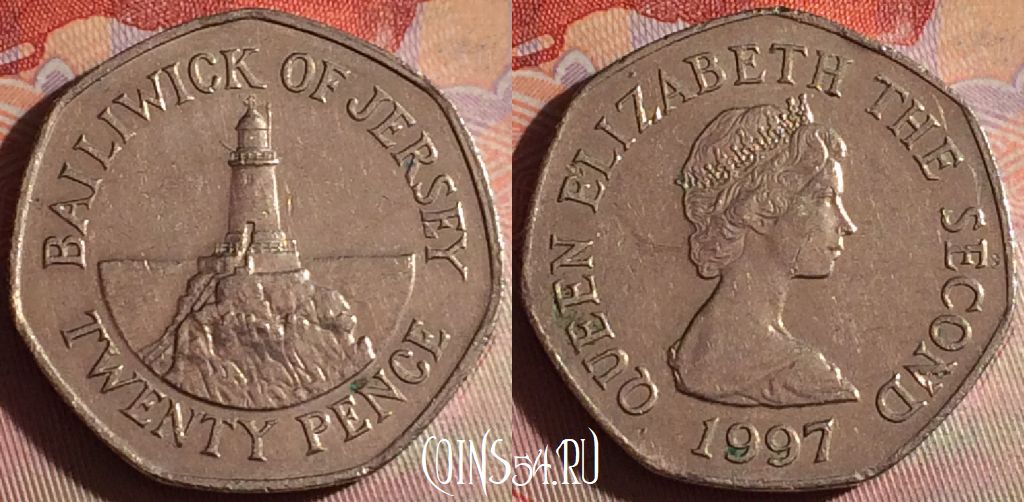 BAILIWICK OF JERSEY
TWENTY PENCE
QUEEN ELIZABETH THE SECOND
1997
COINS54.RU